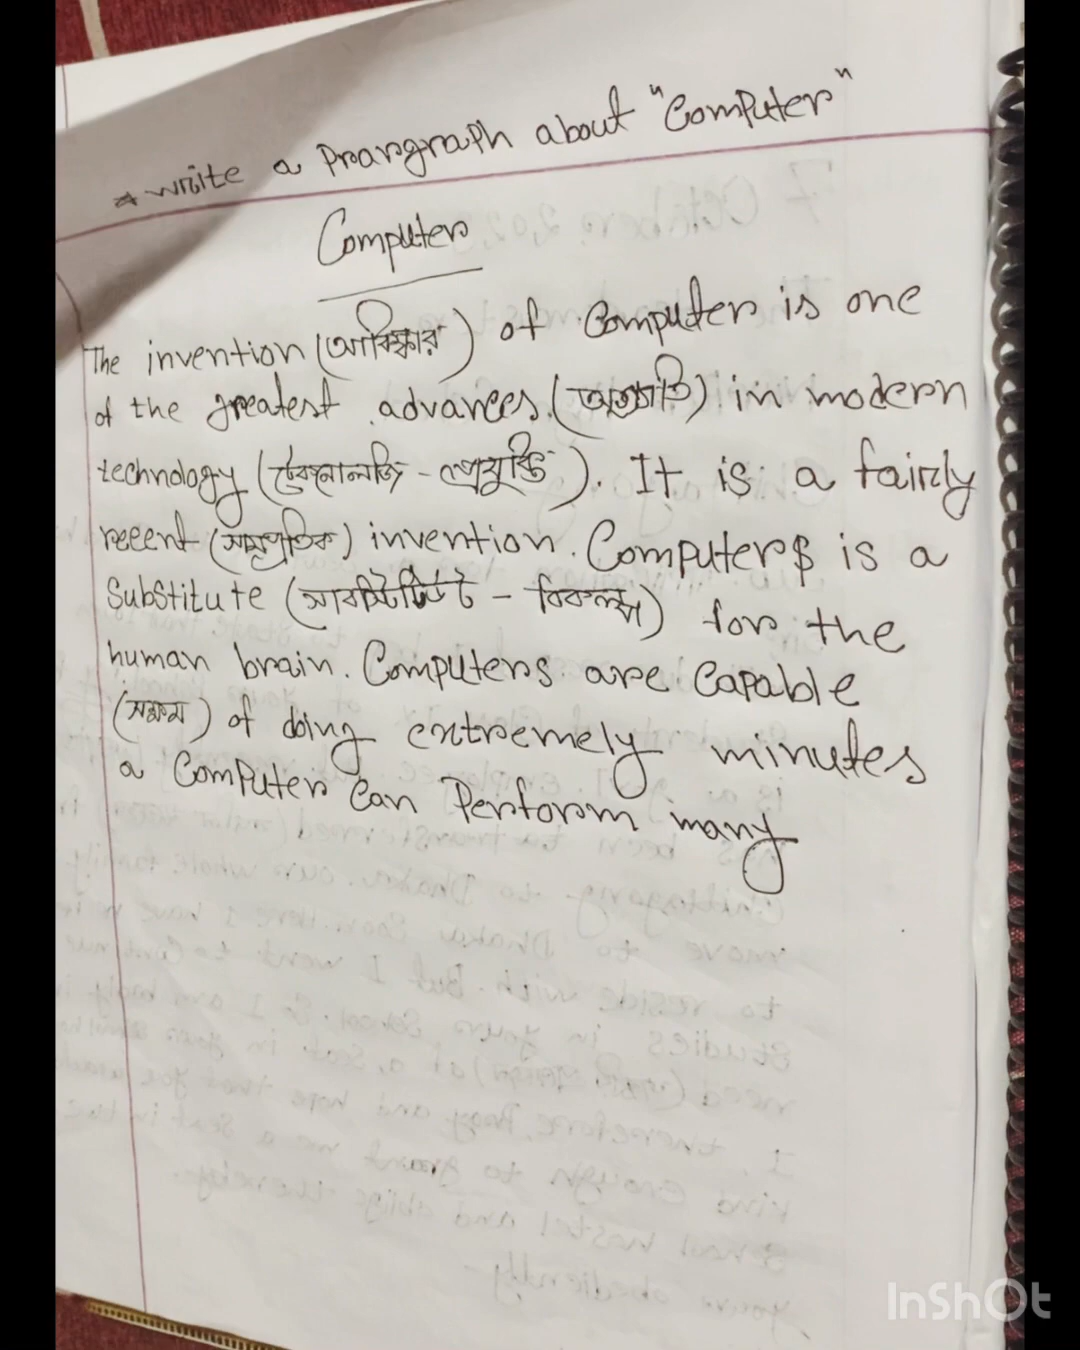 * write a Prargraph about "Computer"
Computer
The invention (আবিষ্কার) of Computer is one
of the greatest advances (অগ্রগতি) in modern
technology (টেকনোলজি - প্রযুক্তি). It is a fairly
recent (সাম্প্রতিক) invention. Computers is a
Substitute (সাবস্টিটিউট - বিকল্প) for the
human brain. Computers are Capable
(সক্ষম) of doing extremely minutes
a Computer Can Perform many
InShOt